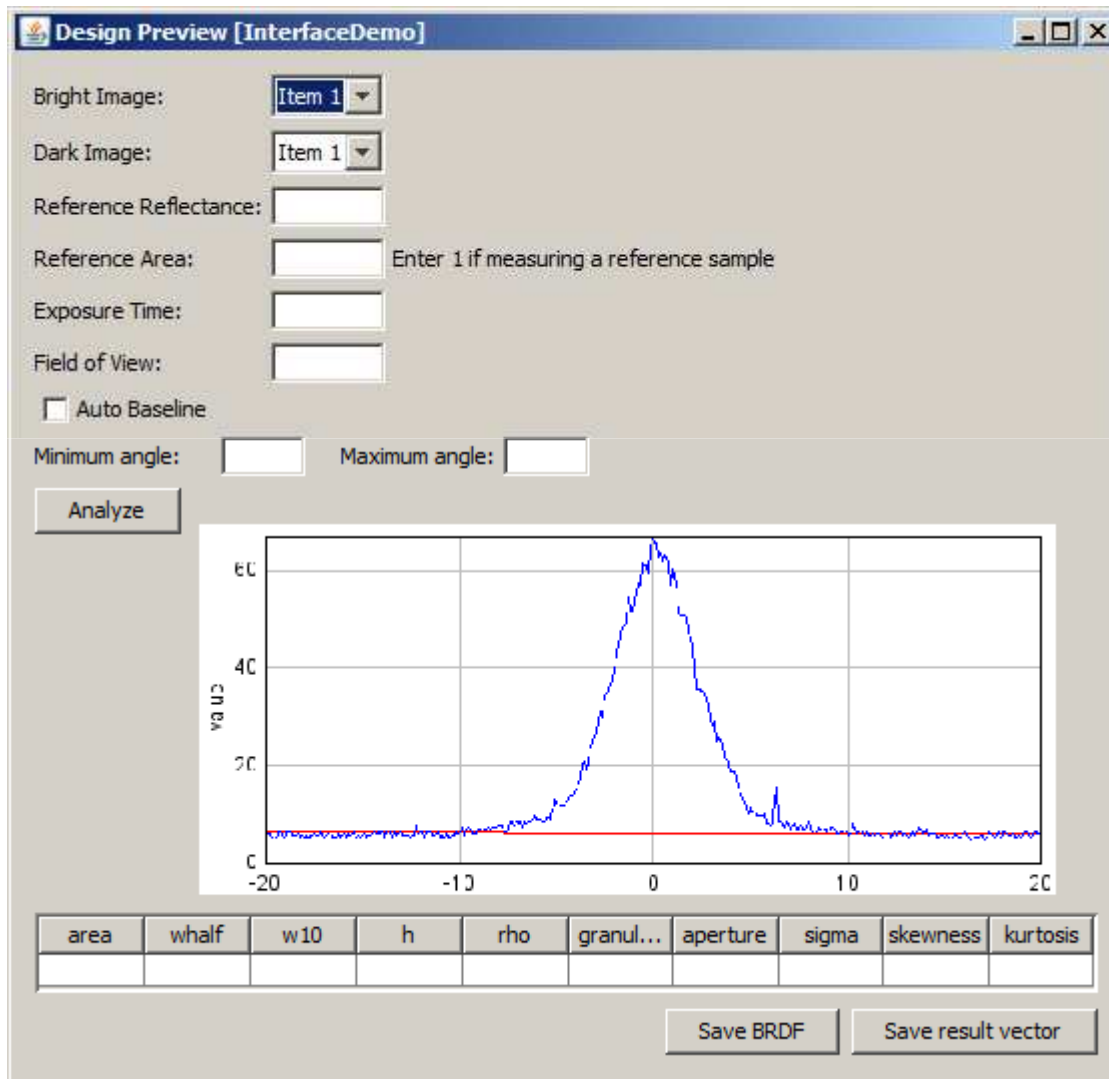 Design Preview [InterfaceDemo]
Bright Image: Item 1
Dark Image: Item 1
Reference Reflectance:
Reference Area: Enter 1 if measuring a reference sample
Exposure Time:
Field of View:
Auto Baseline
Minimum angle: Maximum angle:
Analyze
60
40
value
20
0
-20 -10 0 10 20
area whalf w10 h rho granul... aperture sigma skewness kurtosis
Save BRDF Save result vector